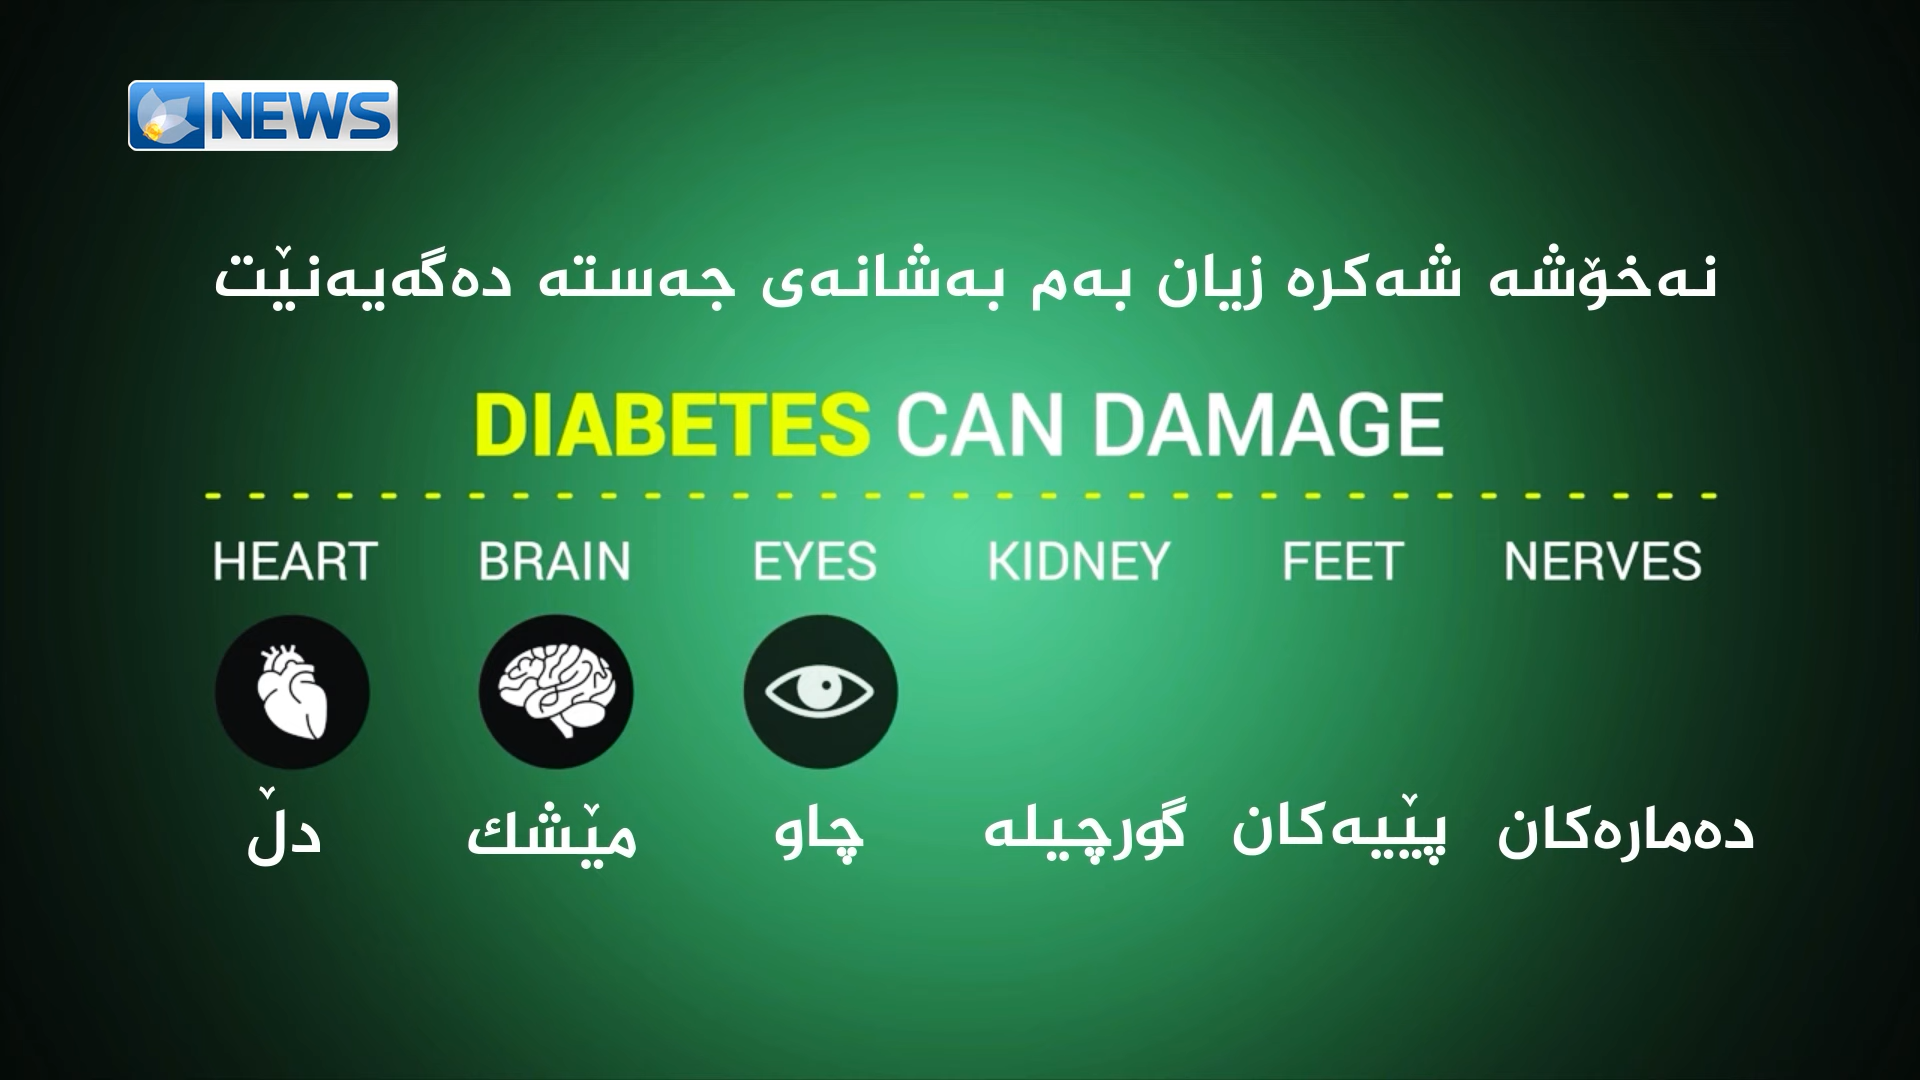 NEWS
نەخۆشە شەکرە زیان بەم بەشانەی جەستە دەگەیەنێت
DIABETES CAN DAMAGE
HEART BRAIN EYES KIDNEY FEET NERVES
دڵ مێشك چاو گورچیلە پێیەکان دەمارەکان